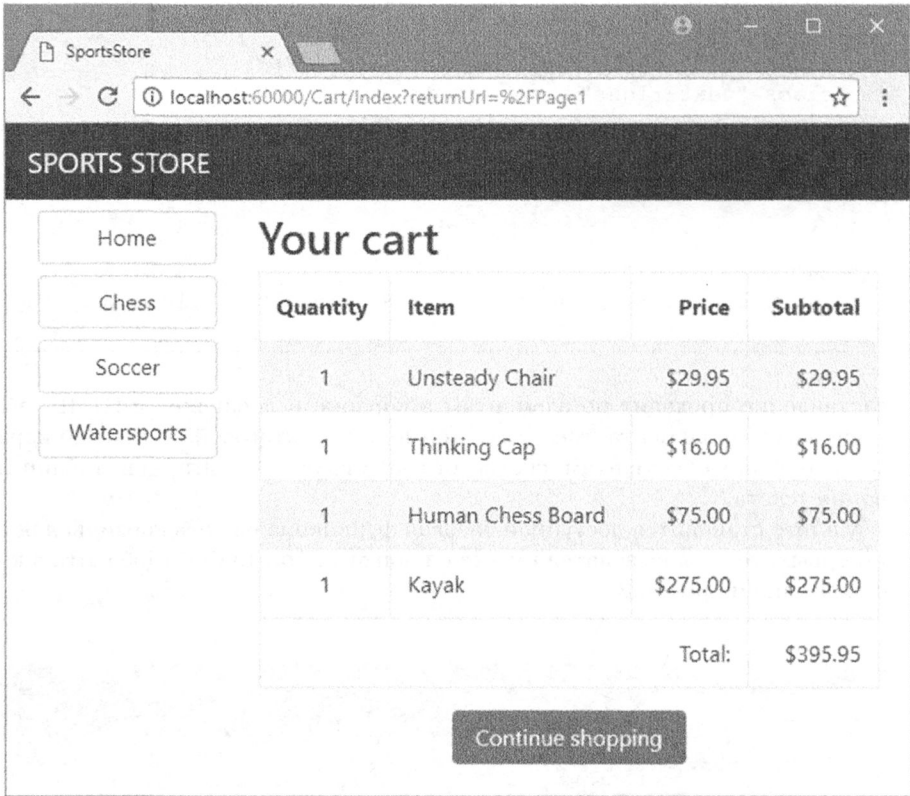 SportsStore
localhost:60000/Cart/Index?returnUrl=%2FPage1
SPORTS STORE
Home
Chess
Soccer
Watersports
Your cart
Quantity Item Price Subtotal
1 Unsteady Chair $29.95 $29.95
1 Thinking Cap $16.00 $16.00
1 Human Chess Board $75.00 $75.00
1 Kayak $275.00 $275.00
Total: $395.95
Continue shopping